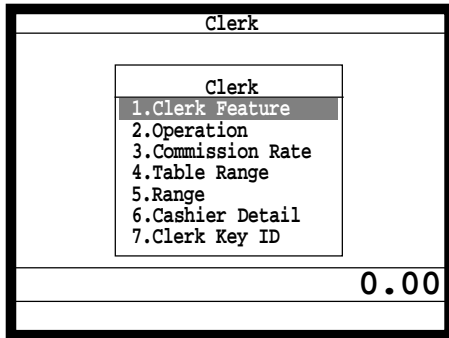 Clerk
Clerk
1.Clerk Feature
2.Operation
3.Commission Rate
4.Table Range
5.Range
6.Cashier Detail
7.Clerk Key ID
0.00